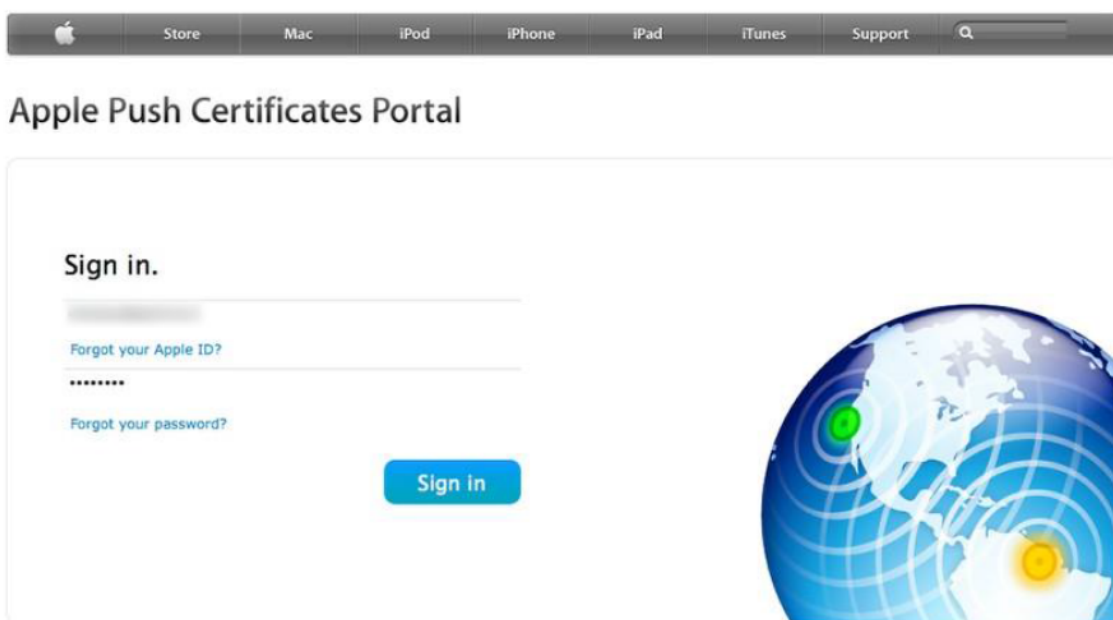 Store Mac iPod iPhone iPad iTunes Support
Apple Push Certificates Portal
Sign in.
Forgot your Apple ID?
••••••••
Forgot your password?
Sign in